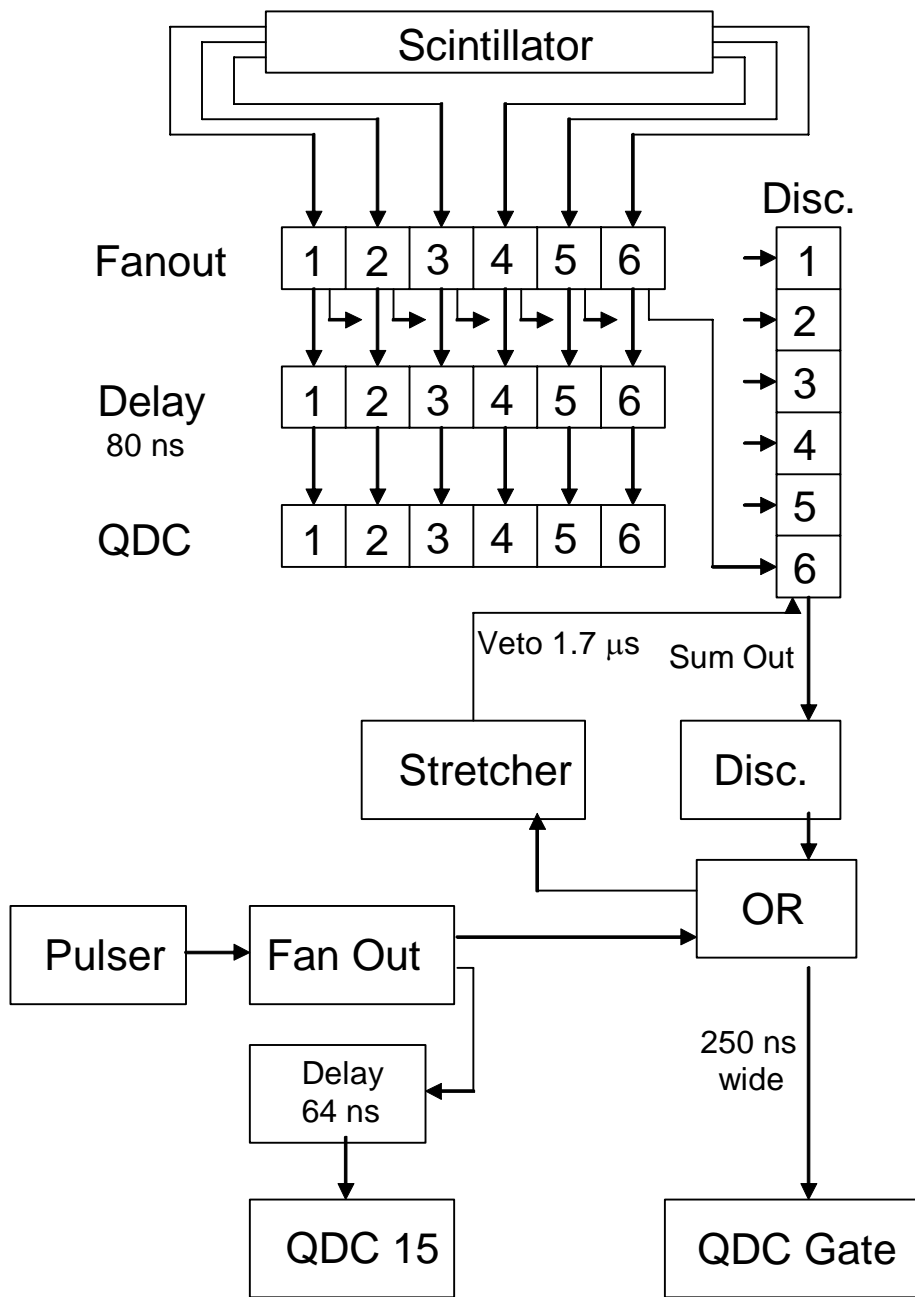 Scintillator
Disc.
Fanout 1 2 3 4 5 6
1
2
3
4
5
6
Delay 1 2 3 4 5 6
80 ns
QDC 1 2 3 4 5 6
Veto 1.7 μs
Sum Out
Stretcher
Disc.
OR
Pulser
Fan Out
250 ns
wide
Delay
64 ns
QDC 15
QDC Gate